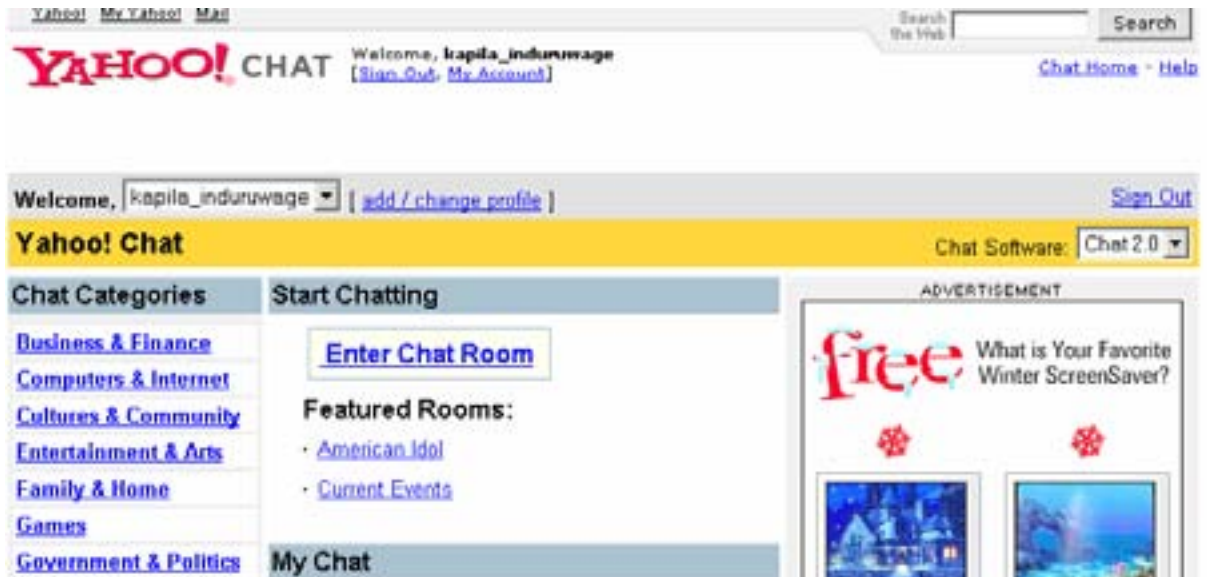 Yahoo! My Yahoo! Mail
Search
the Web
Search
YAHOO! CHAT
Welcome, kapila_induruwage
[Sign Out, My Account]
Chat Home - Help
Welcome, kapila_induruwage [ add / change profile ]
Sign Out
Yahoo! Chat
Chat Software: Chat 2.0
Chat Categories
Business & Finance
Computers & Internet
Cultures & Community
Entertainment & Arts
Family & Home
Games
Government & Politics
Start Chatting
Enter Chat Room
Featured Rooms:
· American Idol
· Current Events
My Chat
ADVERTISEMENT
free
What is Your Favorite
Winter ScreenSaver?